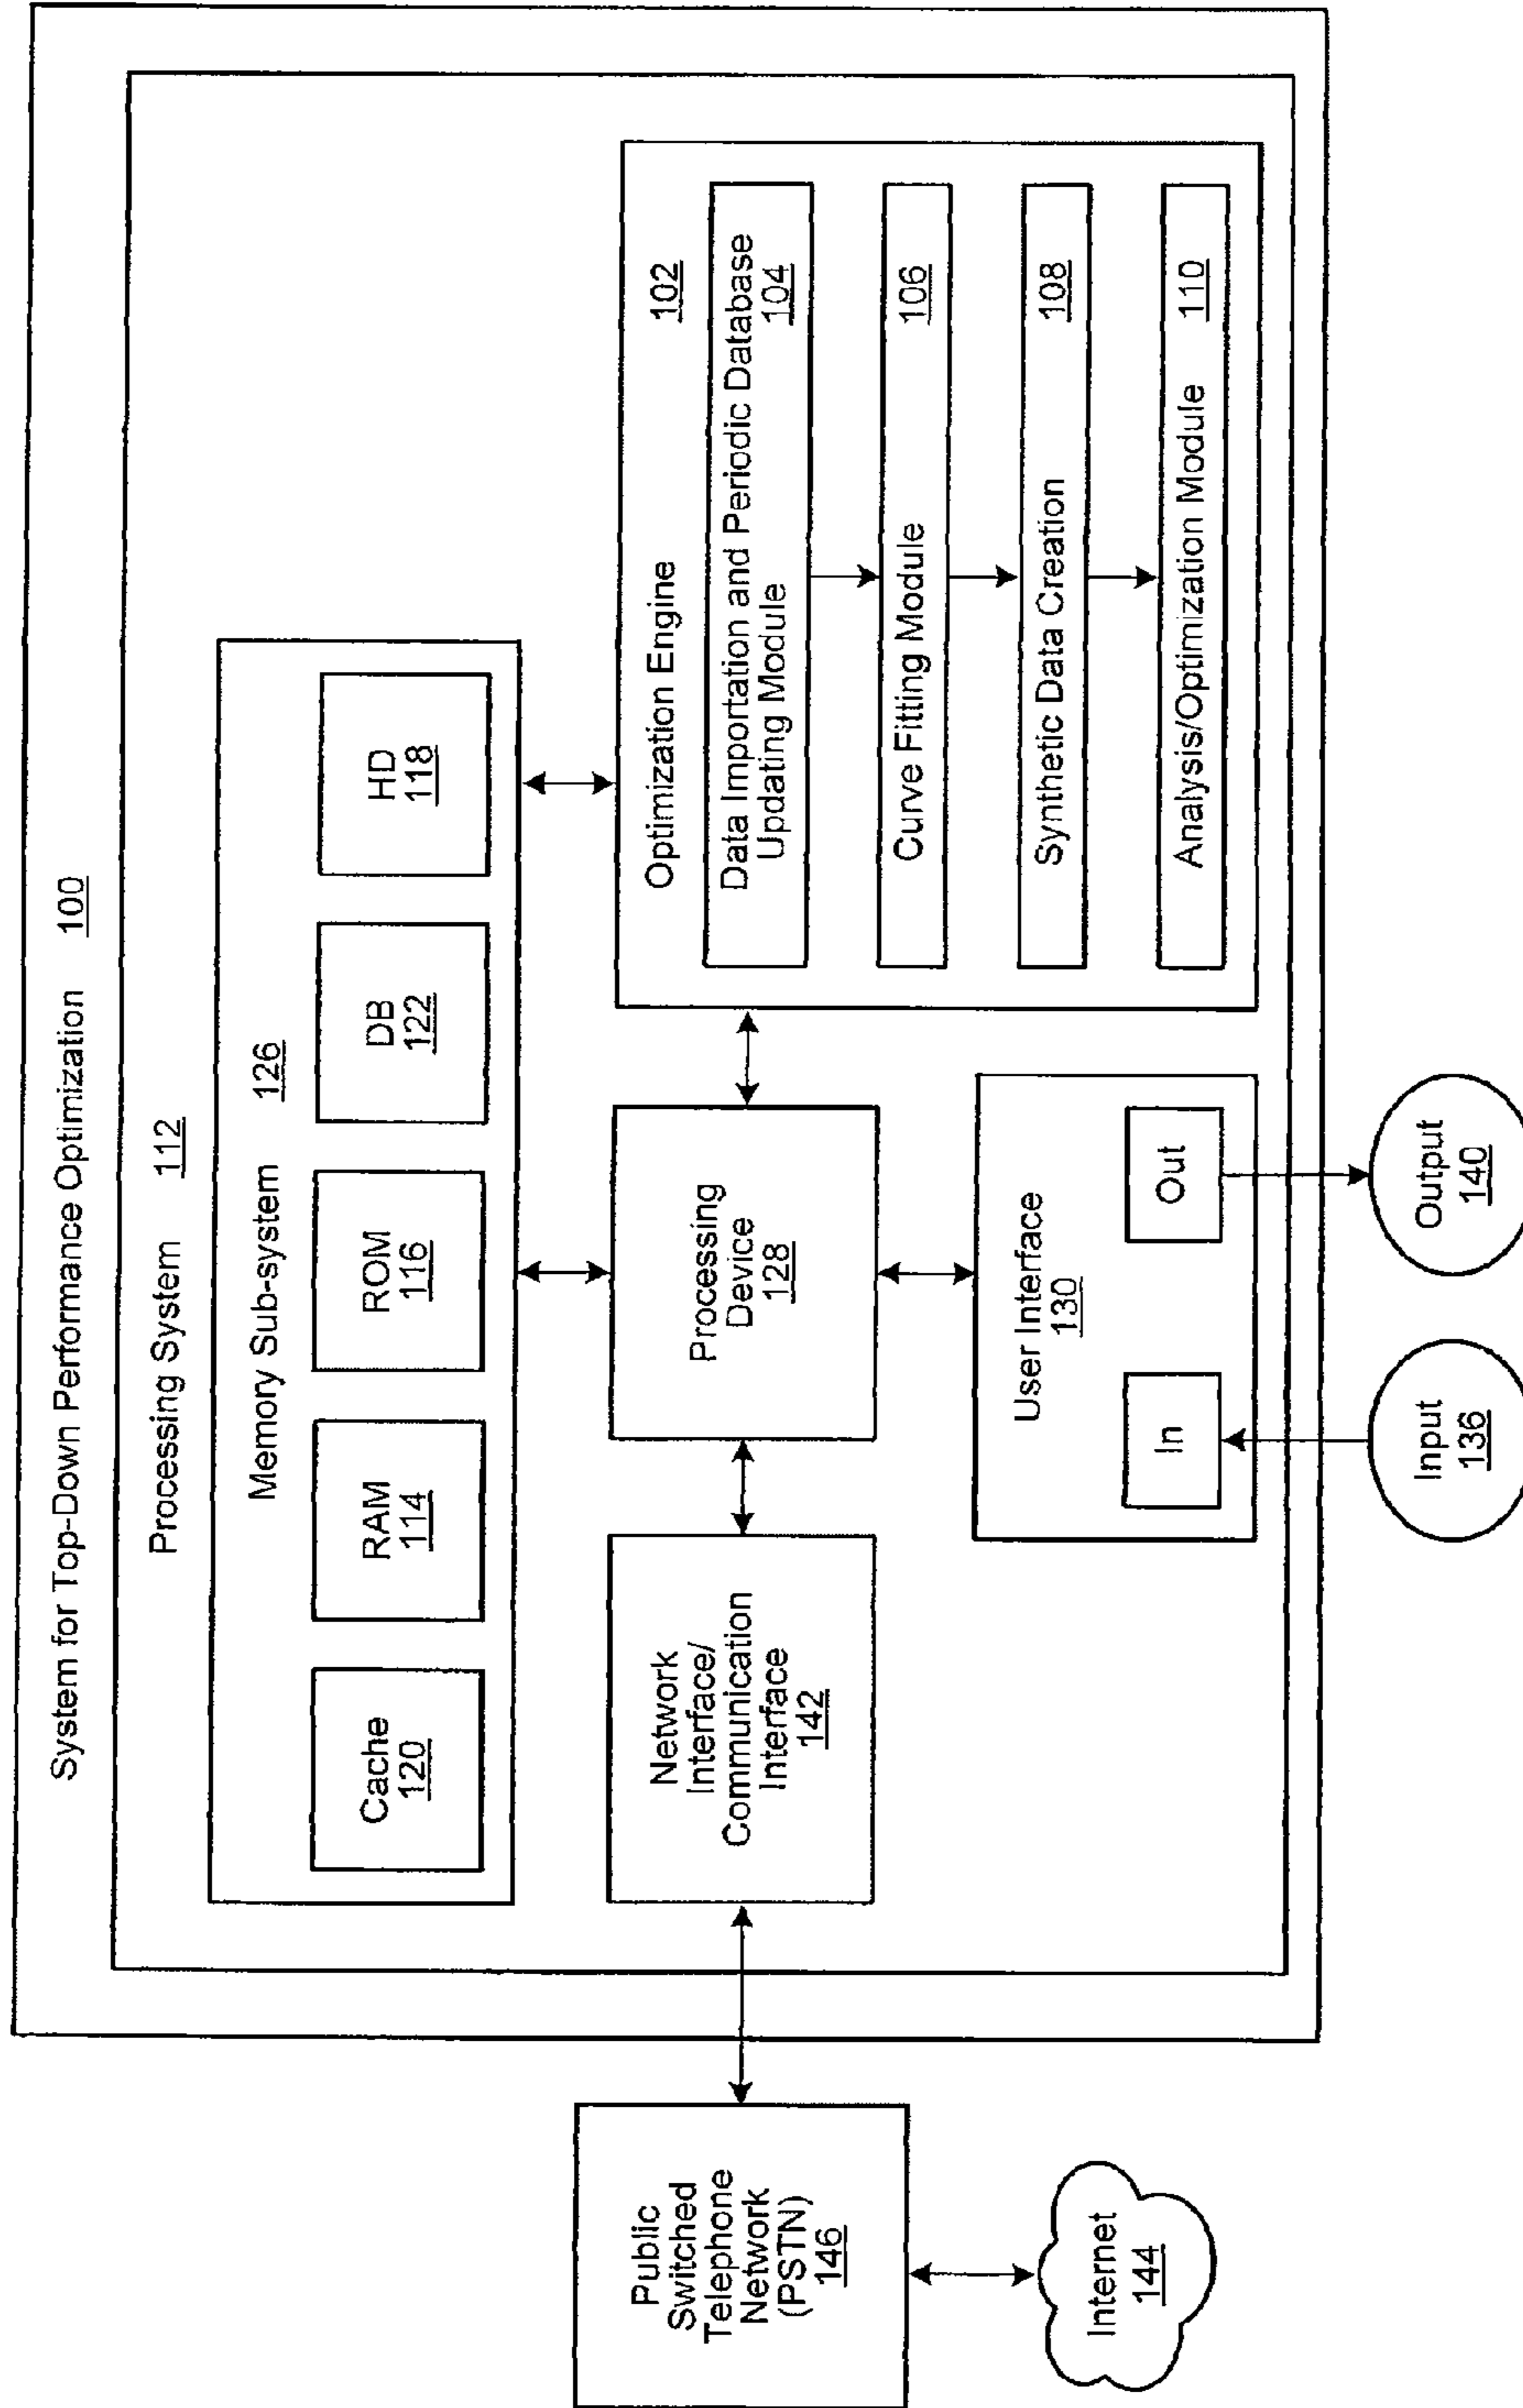 System for Top-Down Performance Optimization 100
Processing System 112
Memory Sub-system 126
Cache
120
RAM
114
ROM
116
DB
122
HD
118
Public
Switched
Telephone
Network
(PSTN)
146
Internet
144
Network
Interface/
Communication
Interface
142
Processing
Device
128
Optimization Engine 102
Data Importation and Periodic Database
Updating Module 104
Curve Fitting Module 106
Synthetic Data Creation 108
Analysis/Optimization Module 110
User Interface
130
In
Out
Input
136
Output
140